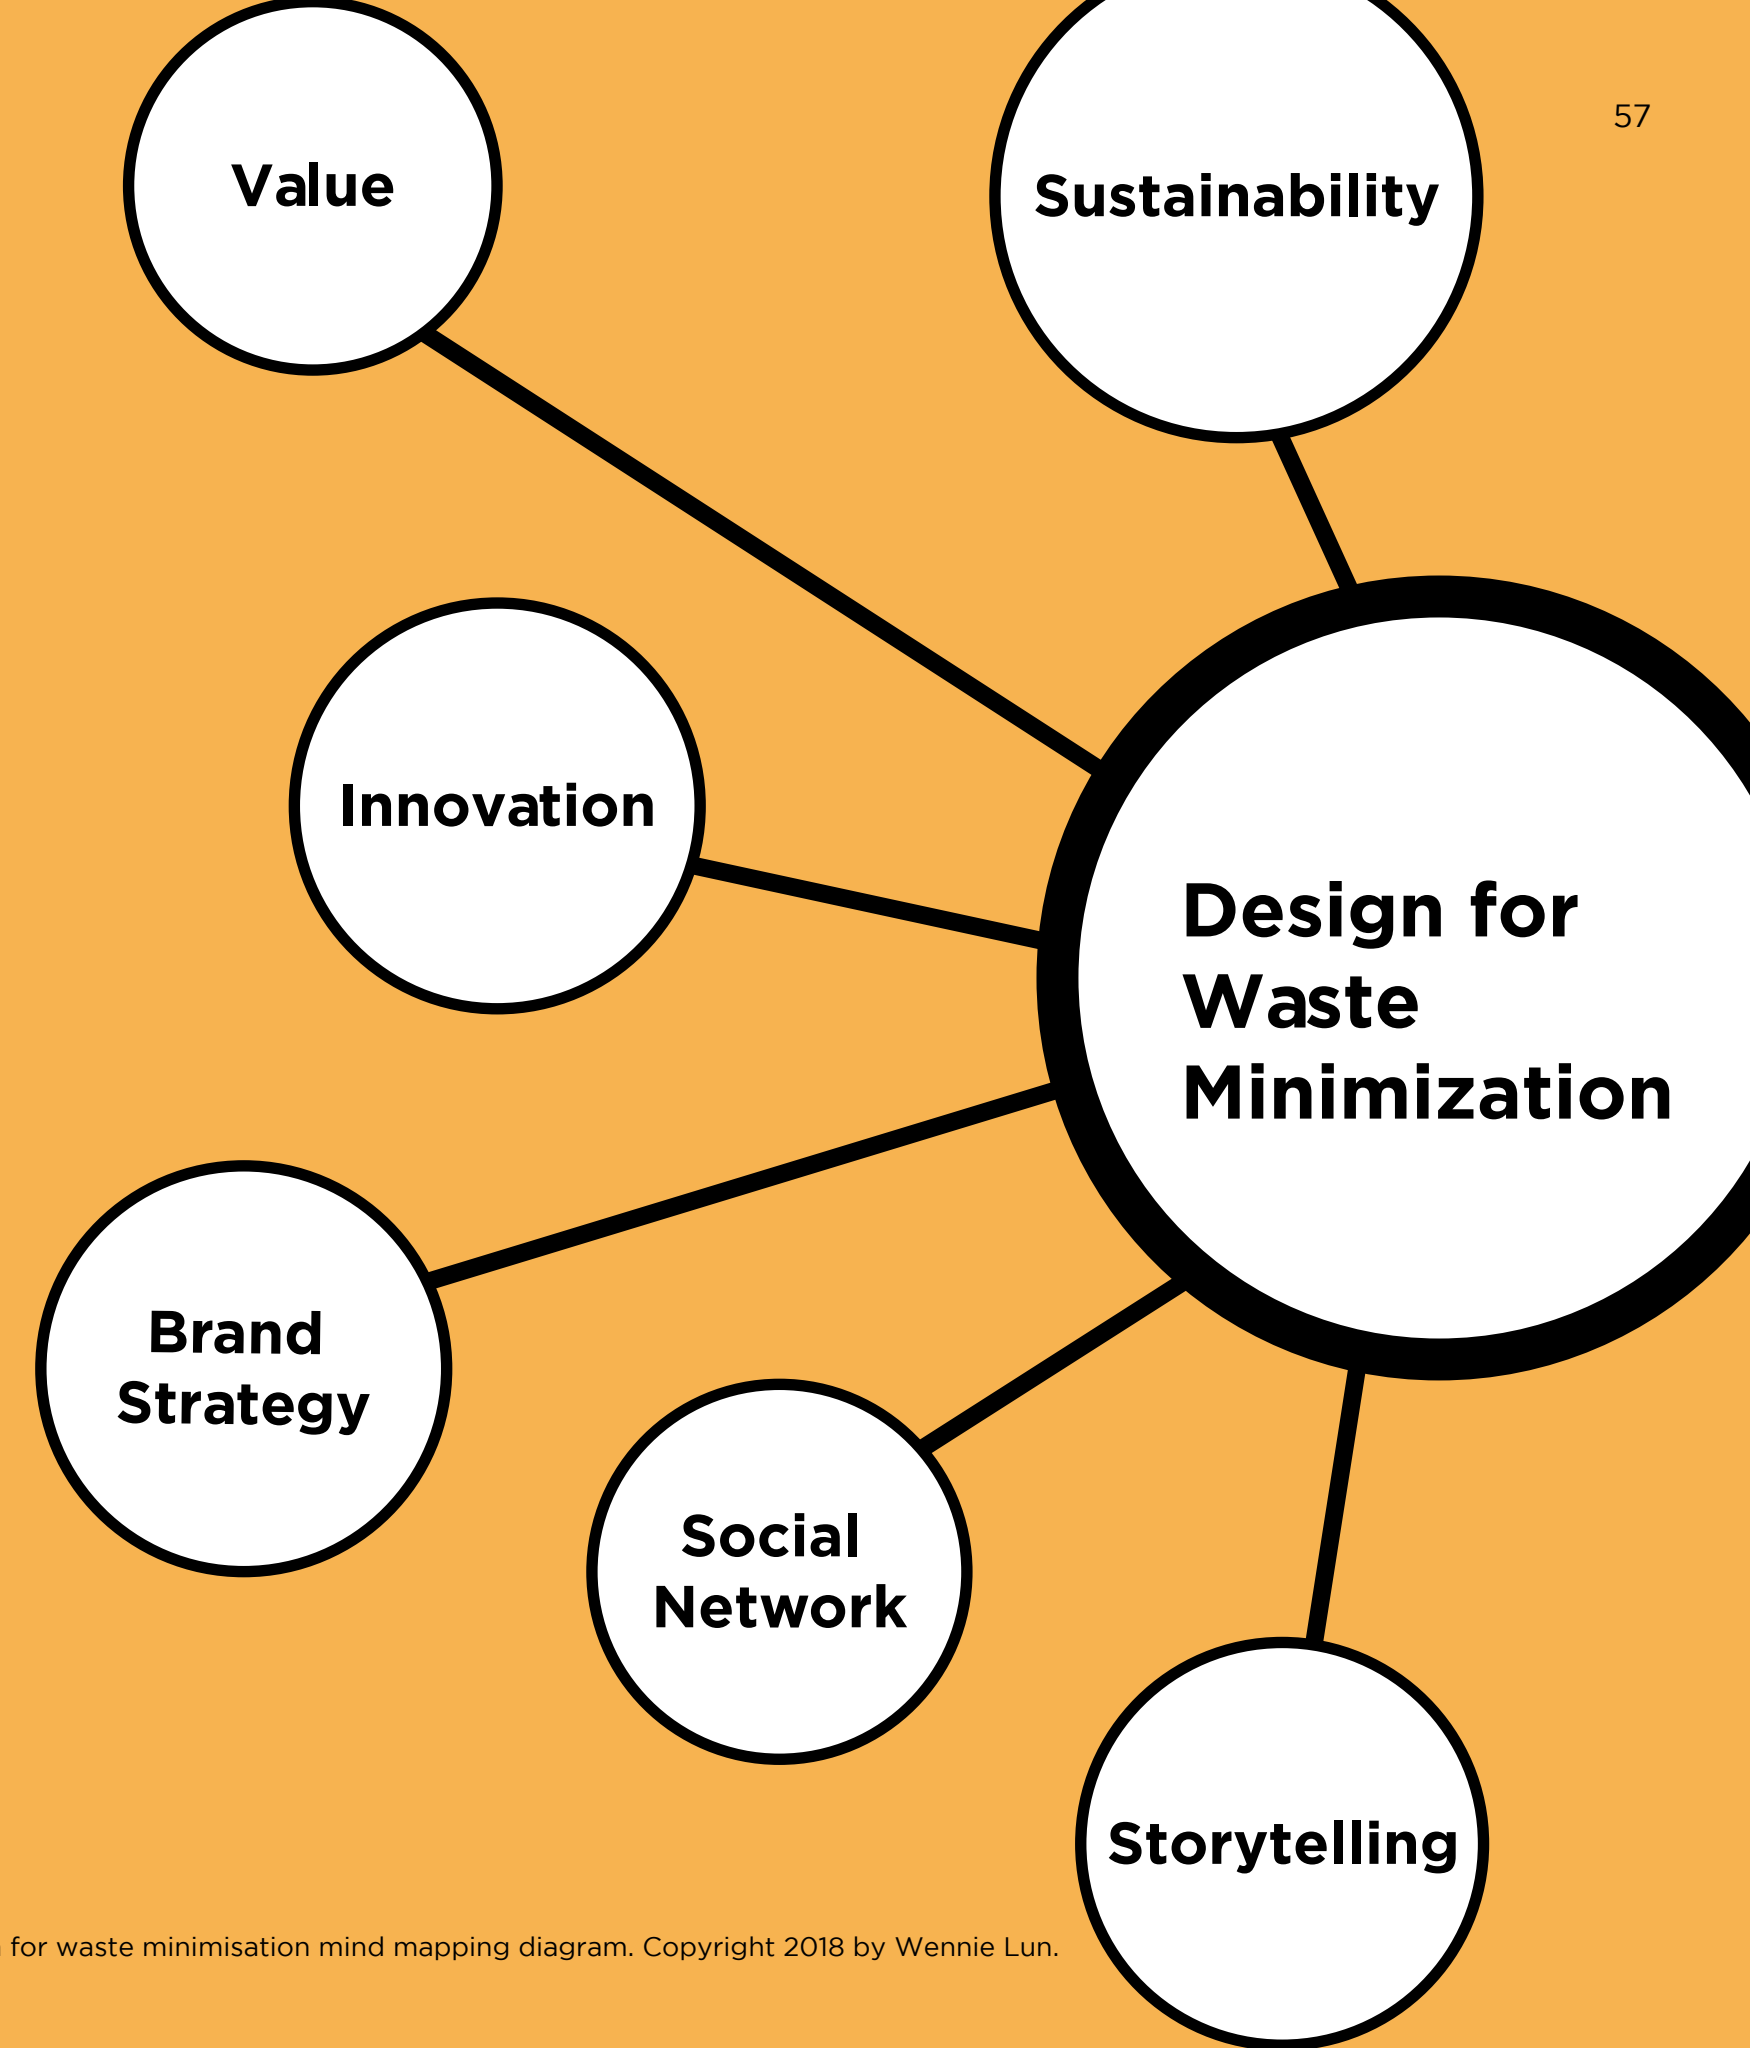 57
Value
Sustainability
Innovation
Design for
Waste
Minimization
Brand
Strategy
Social
Network
Storytelling
for waste minimisation mind mapping diagram. Copyright 2018 by Wennie Lun.